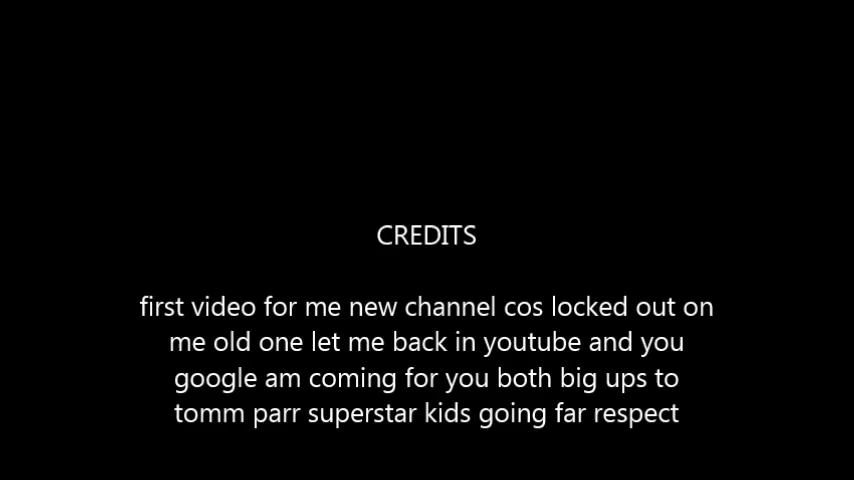 CREDITS
first video for me new channel cos locked out on
me old one let me back in youtube and you
google am coming for you both big ups to
tomm parr superstar kids going far respect